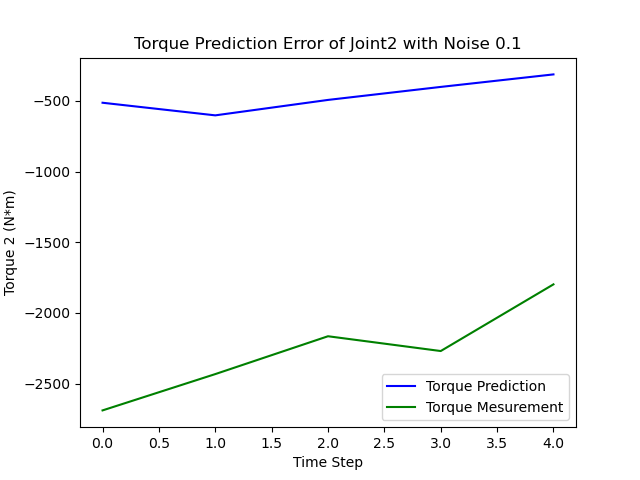 Torque Prediction Error of Joint2 with Noise 0.1
Torque 2 (N*m)
−500
−1000
−1500
−2000
−2500
Torque Prediction
Torque Mesurement
0.0 0.5 1.0 1.5 2.0 2.5 3.0 3.5 4.0
Time Step